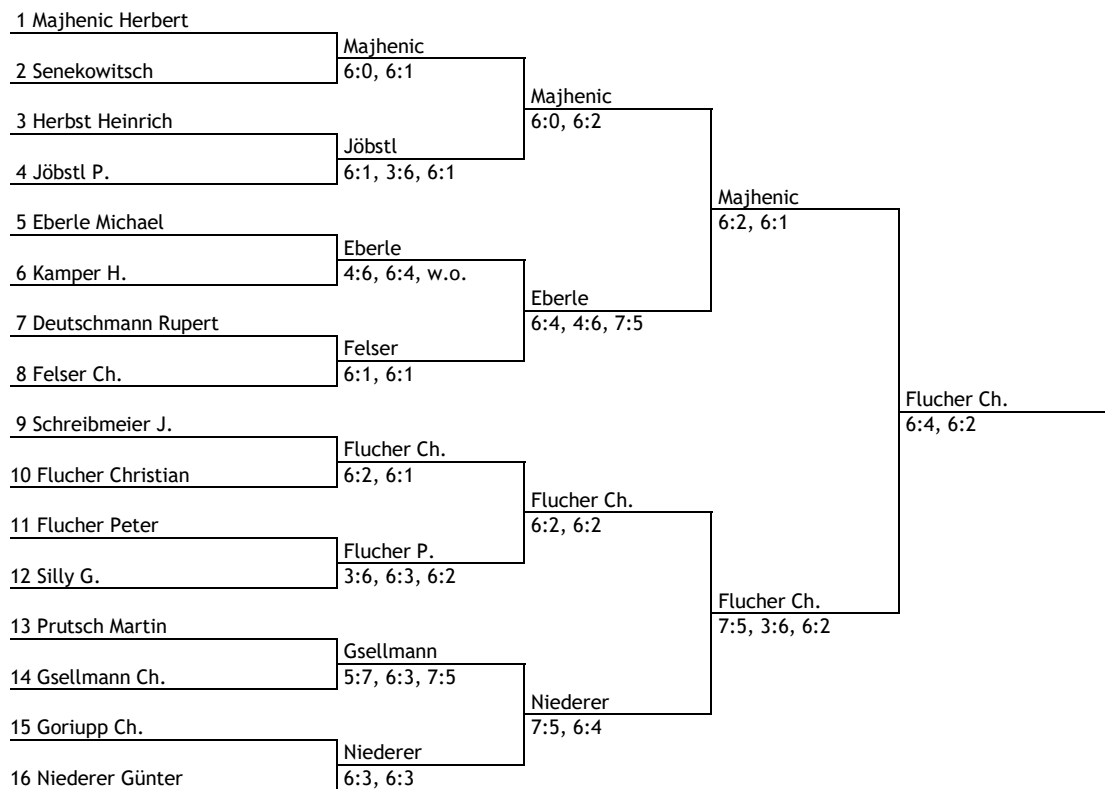 1 Majhenic Herbert
Majhenic
2 Senekowitsch
6:0, 6:1
Majhenic
3 Herbst Heinrich
6:0, 6:2
Jöbstl
4 Jöbstl P.
6:1, 3:6, 6:1
Majhenic
5 Eberle Michael
6:2, 6:1
Eberle
6 Kamper H.
4:6, 6:4, w.o.
Eberle
7 Deutschmann Rupert
6:4, 4:6, 7:5
Felser
8 Felser Ch.
6:1, 6:1
Flucher Ch.
9 Schreibmeier J.
6:4, 6:2
Flucher Ch.
10 Flucher Christian
6:2, 6:1
Flucher Ch.
11 Flucher Peter
6:2, 6:2
Flucher P.
12 Silly G.
3:6, 6:3, 6:2
Flucher Ch.
13 Prutsch Martin
7:5, 3:6, 6:2
Gsellmann
14 Gsellmann Ch.
5:7, 6:3, 7:5
Niederer
15 Goriupp Ch.
7:5, 6:4
Niederer
16 Niederer Günter
6:3, 6:3